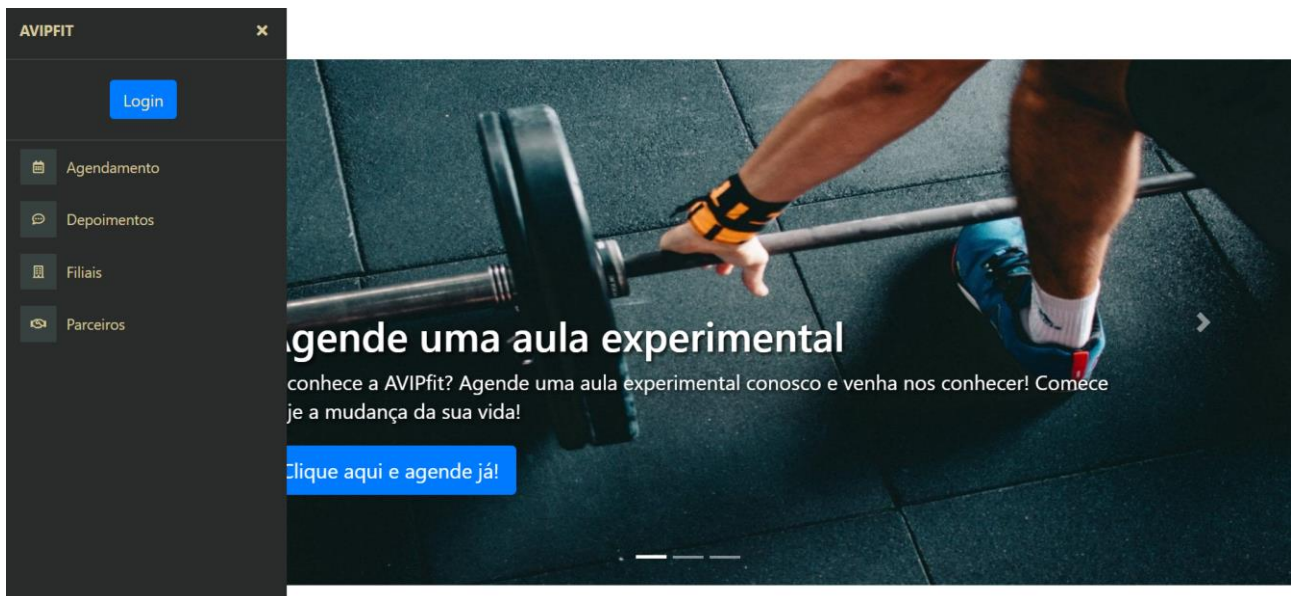 AVIPFIT
Login
Agendamento
Depoimentos
Filiais
Parceiros
gende uma aula experimental
conhece a AVIPfit? Agende uma aula experimental conosco e venha nos conhecer! Comece
je a mudança da sua vida!
Clique aqui e agende já!